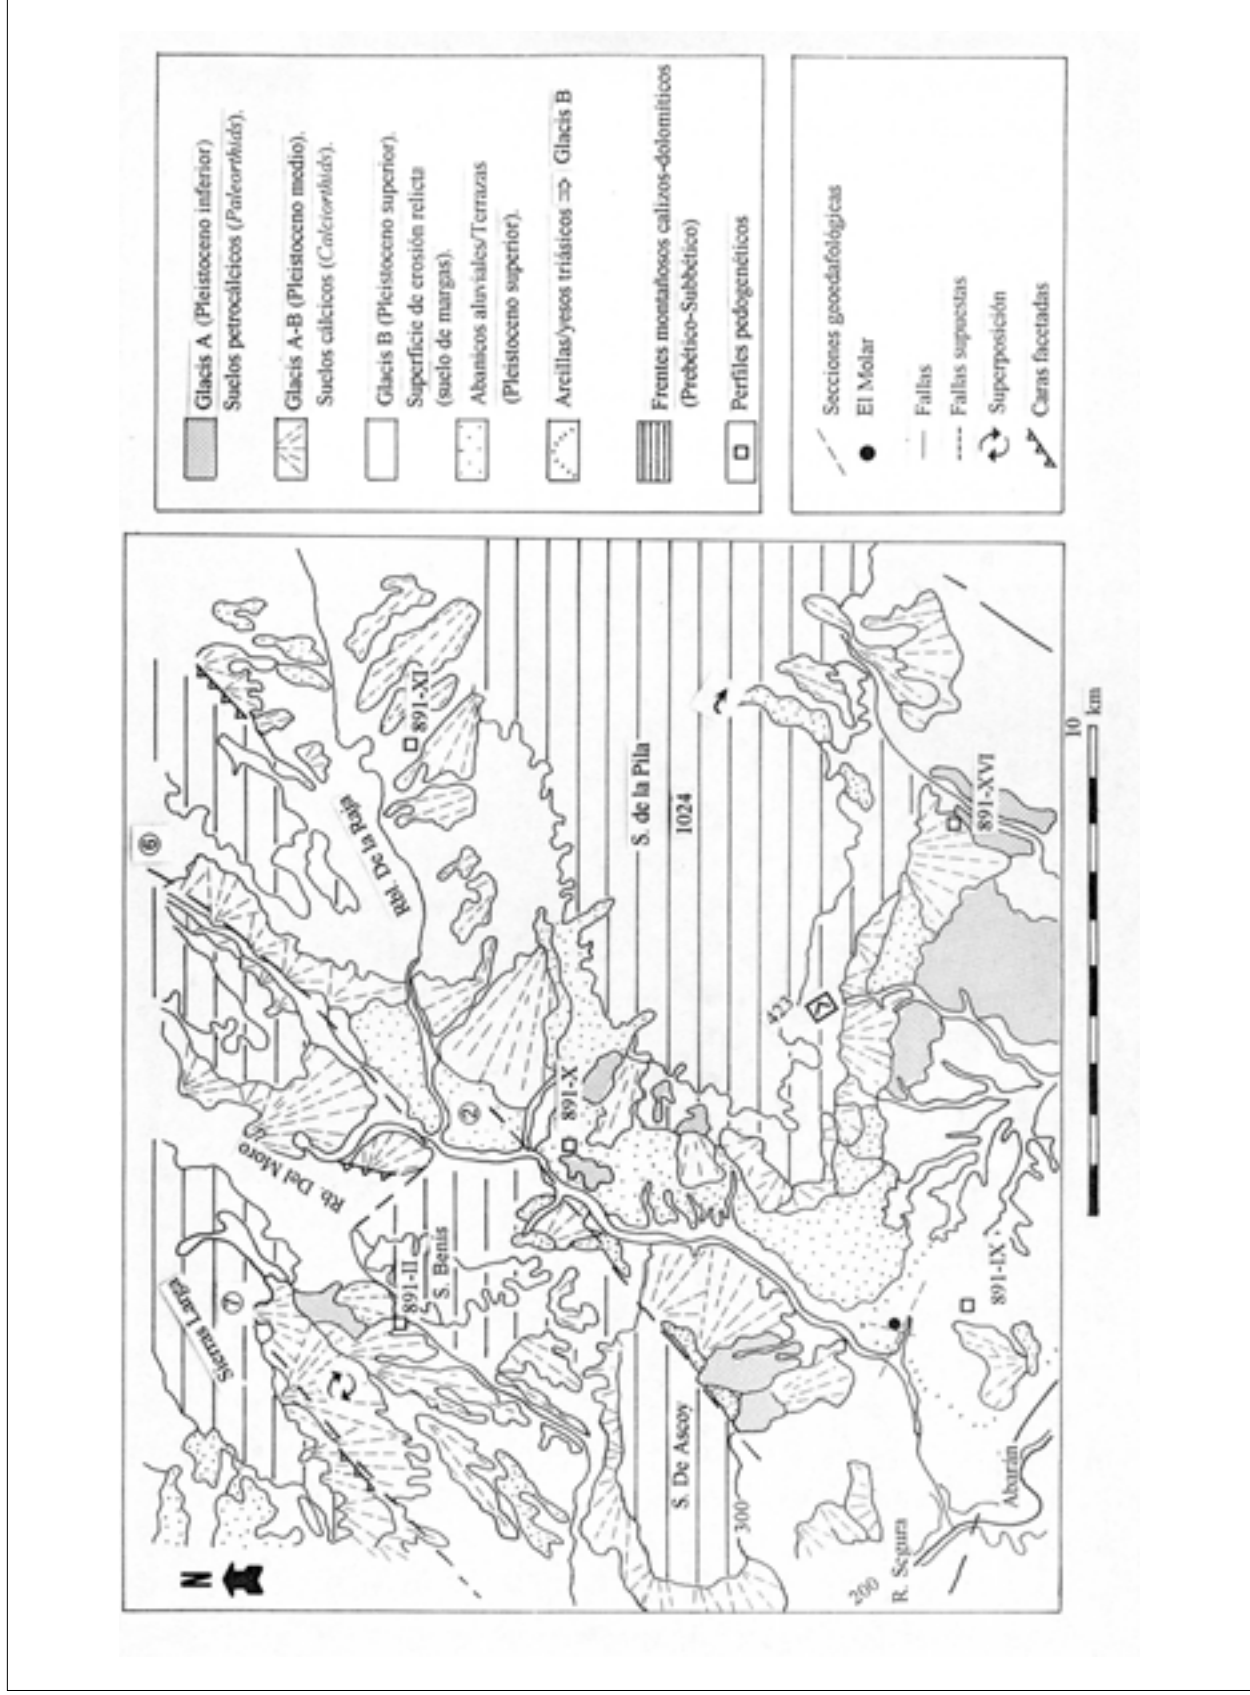 Glacis A (Pleistoceno inferior)
Suelos petrocálcicos (Paleorthids).
Glacis A-B (Pleistoceno medio).
Suelos cálcicos (Calciorthids).
Glacis B (Pleistoceno superior).
Superficie de erosión relicta
(suelo de margas).
Abanicos aluviales/Terrazas
(Pleistoceno superior).
Arcillas/yesos triásicos ⇒ Glacis B
Frentes montañosos calizos-dolomíticos
(Prebético-Subbético)
Perfiles pedogenéticos
Secciones geoedafológicas
El Molar
Fallas
Fallas supuestas
Superposición
Caras facetadas
N
Sierras Larga
7
6
Rb. Del Moro
Rbl. De la Raja
891-II
S. Benis
891-XI
2
891-X
S. de la Pila
1024
S. De Ascoy
300
423
200
R. Segura
Abarán
891-IX
891-XVI
10
km